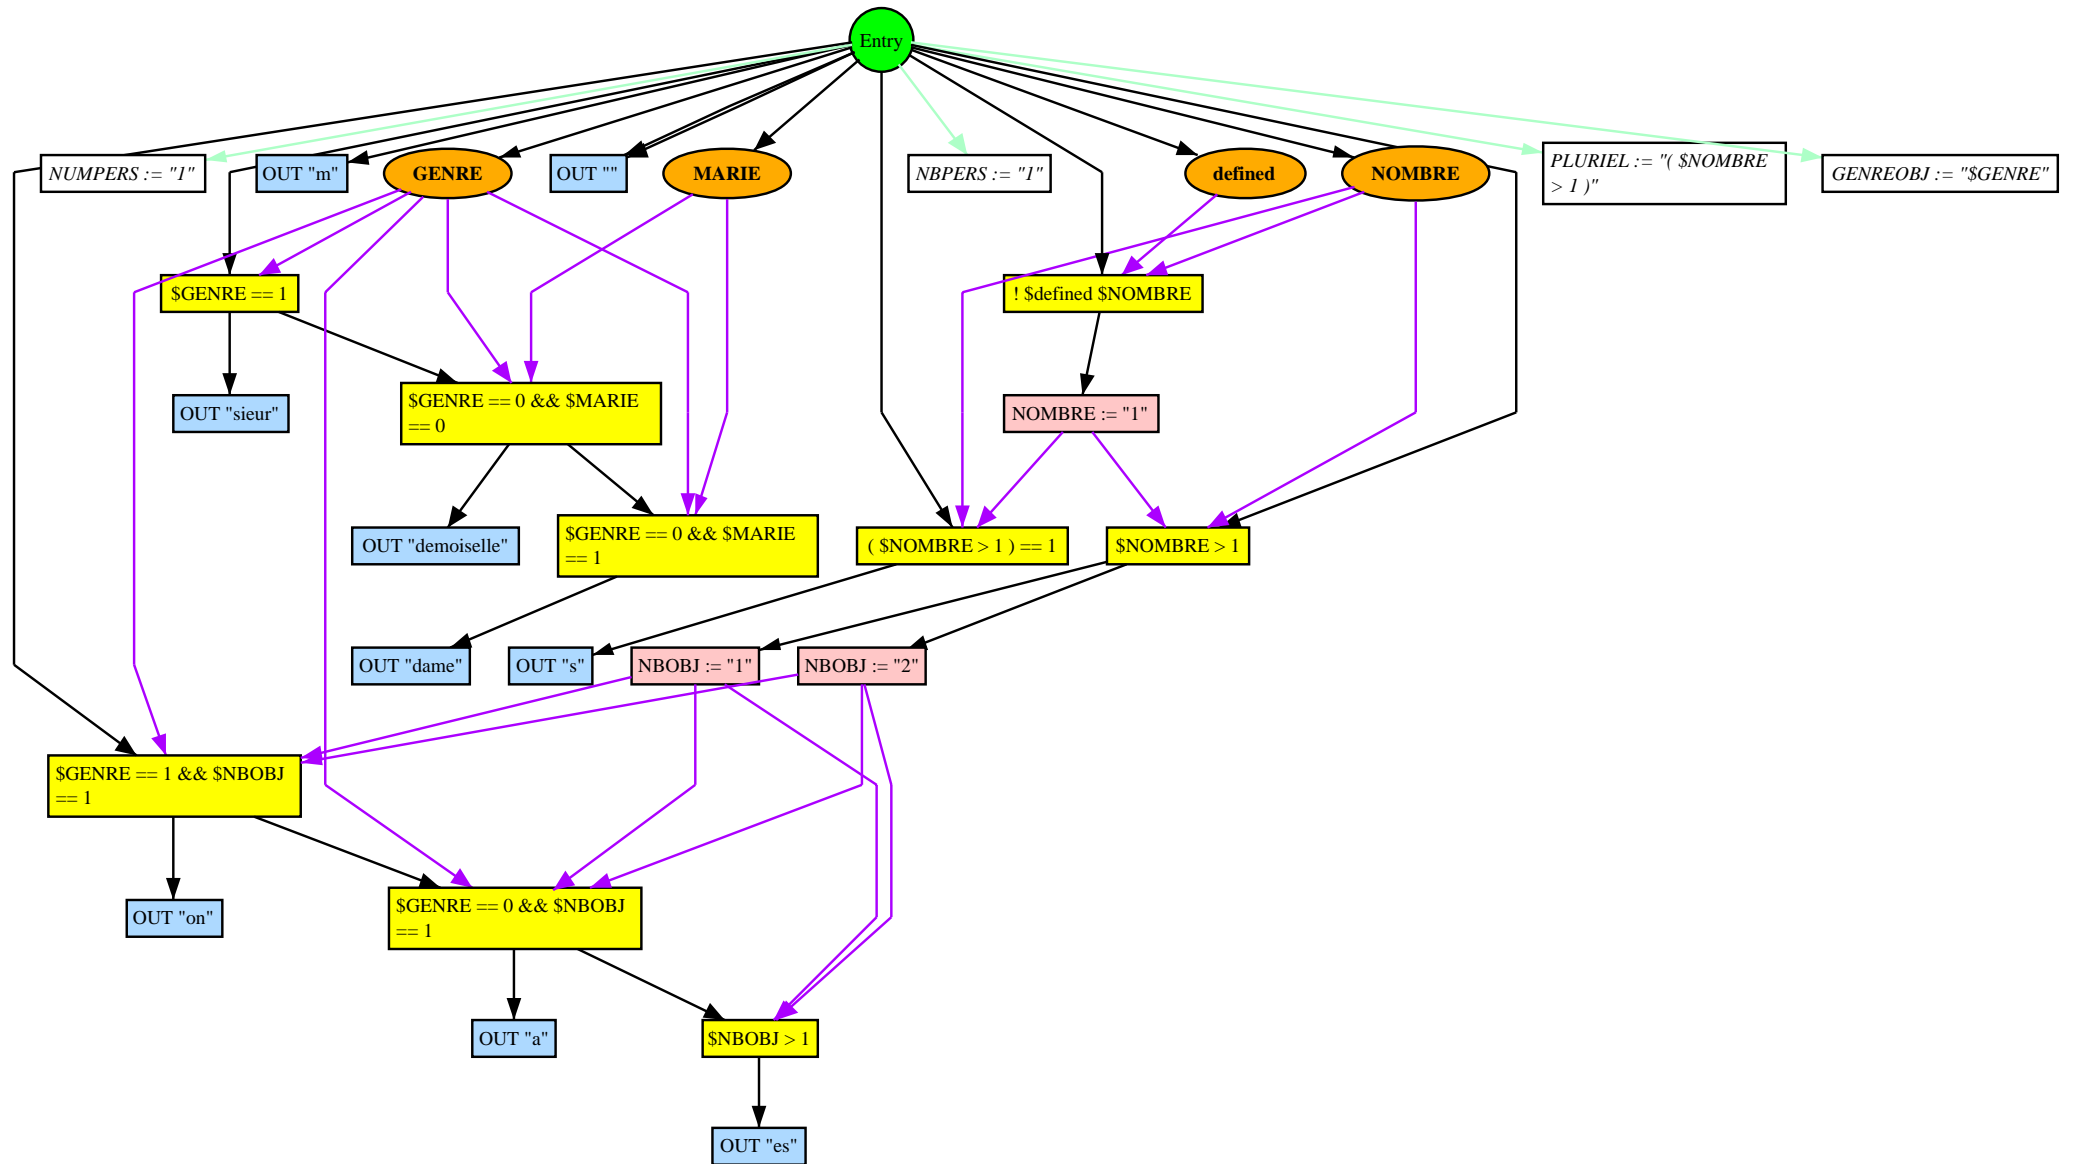 Entry
NUMPERS := "1"
OUT "m"
GENRE
OUT ""
MARIE
NBPERS := "1"
defined
NOMBRE
PLURIEL := "( $NOMBRE
> 1 )"
GENREOBJ := "$GENRE"
$GENRE == 1
! $defined $NOMBRE
OUT "sieur"
$GENRE == 0 && $MARIE
== 0
NOMBRE := "1"
OUT "demoiselle"
$GENRE == 0 && $MARIE
== 1
( $NOMBRE > 1 ) == 1
$NOMBRE > 1
OUT "dame"
OUT "s"
NBOBJ := "1"
NBOBJ := "2"
$GENRE == 1 && $NBOBJ
== 1
OUT "on"
$GENRE == 0 && $NBOBJ
== 1
OUT "a"
$NBOBJ > 1
OUT "es"